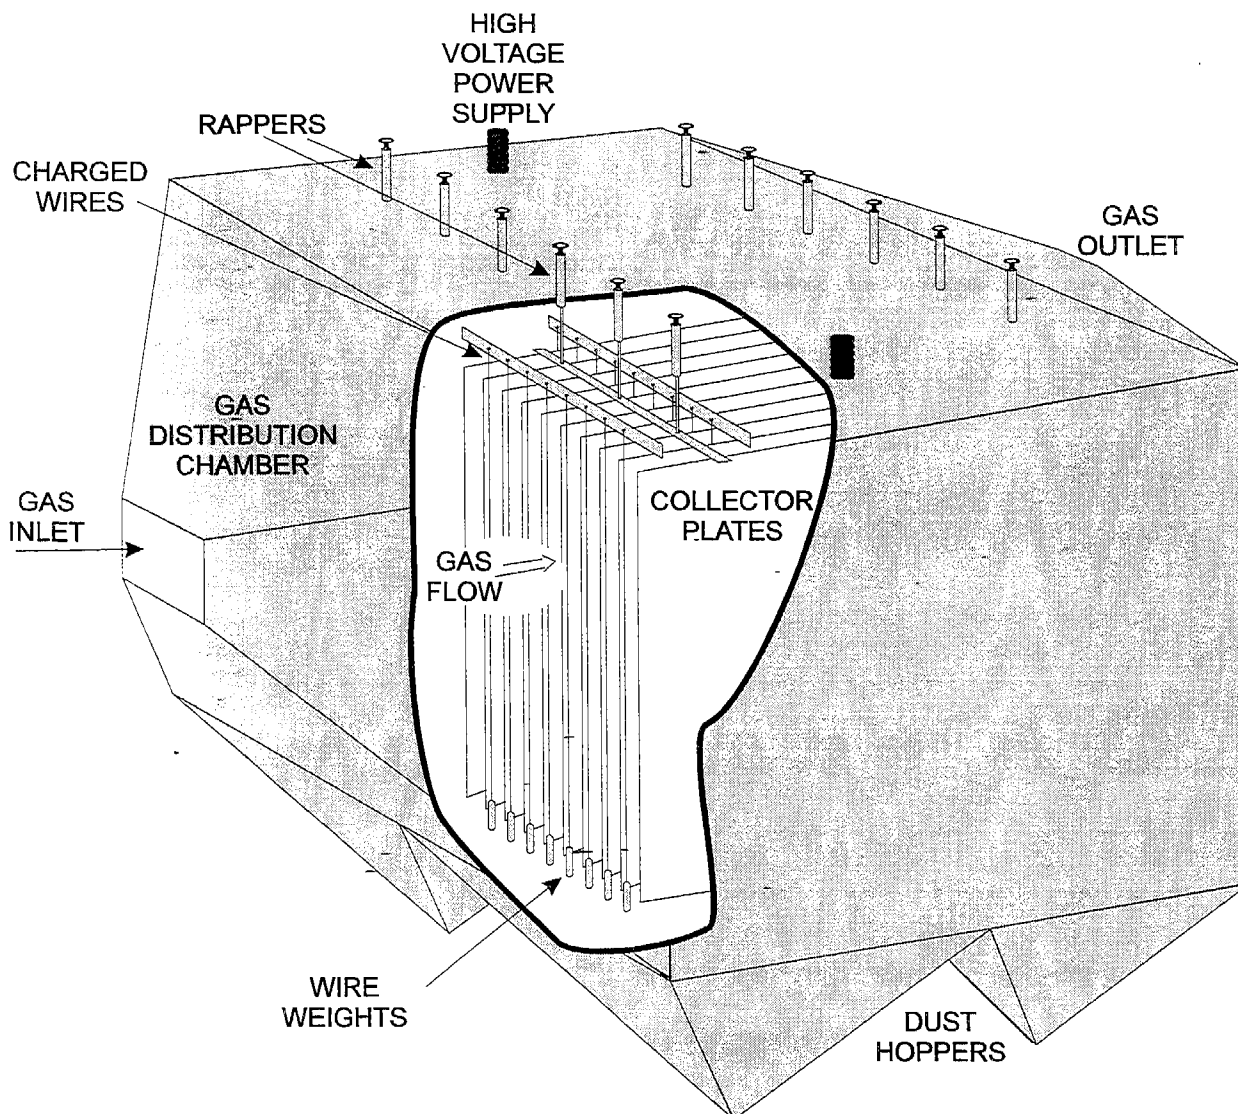 HIGH
VOLTAGE
POWER
SUPPLY
RAPPERS
CHARGED
WIRES
GAS
OUTLET
GAS
DISTRIBUTION
CHAMBER
GAS
INLET
COLLECTOR
PLATES
GAS
FLOW
WIRE
WEIGHTS
DUST
HOPPERS